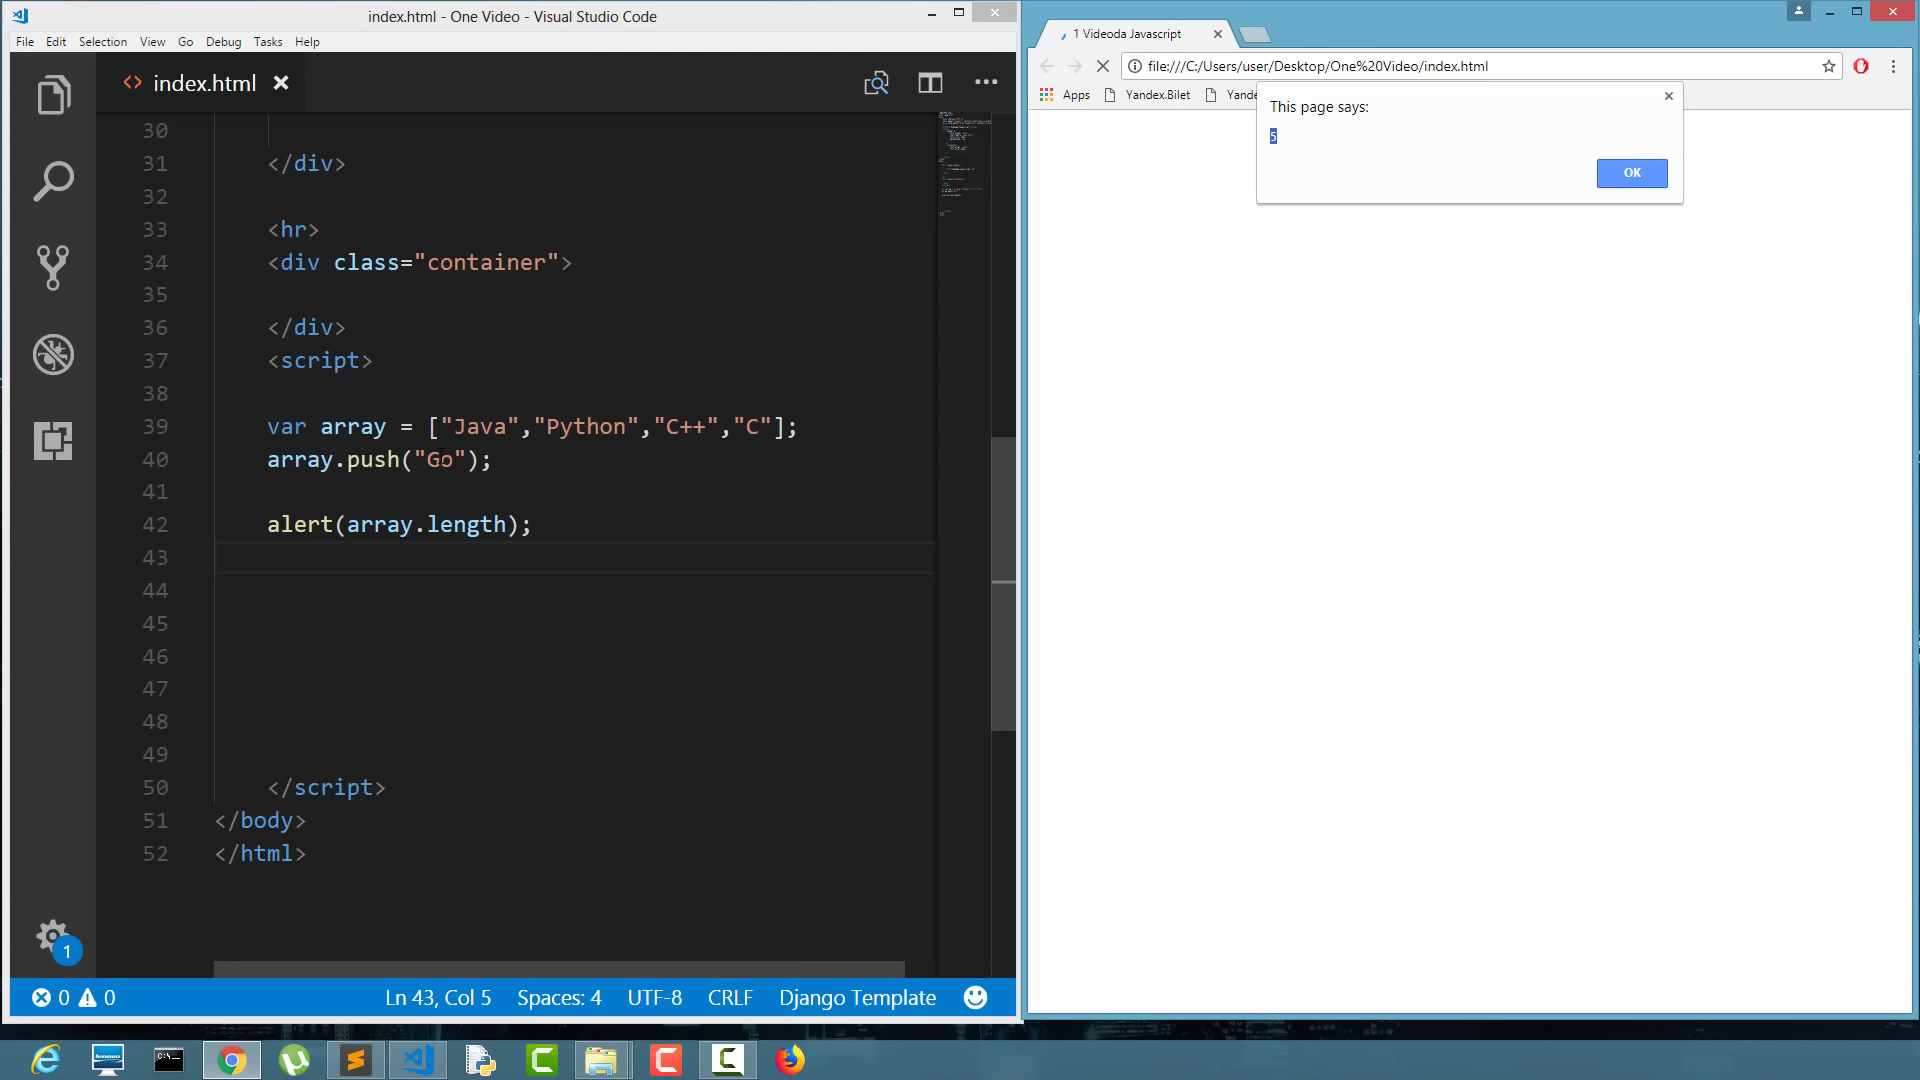 index.html - One Video - Visual Studio Code
File Edit Selection View Go Debug Tasks Help
index.html
30
31 </div>
32
33 <hr>
34 <div class="container">
35
36 </div>
37 <script>
38
39 var array = ["Java","Python","C++","C"];
40 array.push("Go");
41
42 alert(array.length);
43
44
45
46
47
48
49
50 </script>
51 </body>
52 </html>
1
0 0
Ln 43, Col 5 Spaces: 4 UTF-8 CRLF Django Template
1 Videoda Javascript
file:///C:/Users/user/Desktop/One%20Video/index.html
Apps Yandex.Bilet
This page says:
5
OK
lenovo